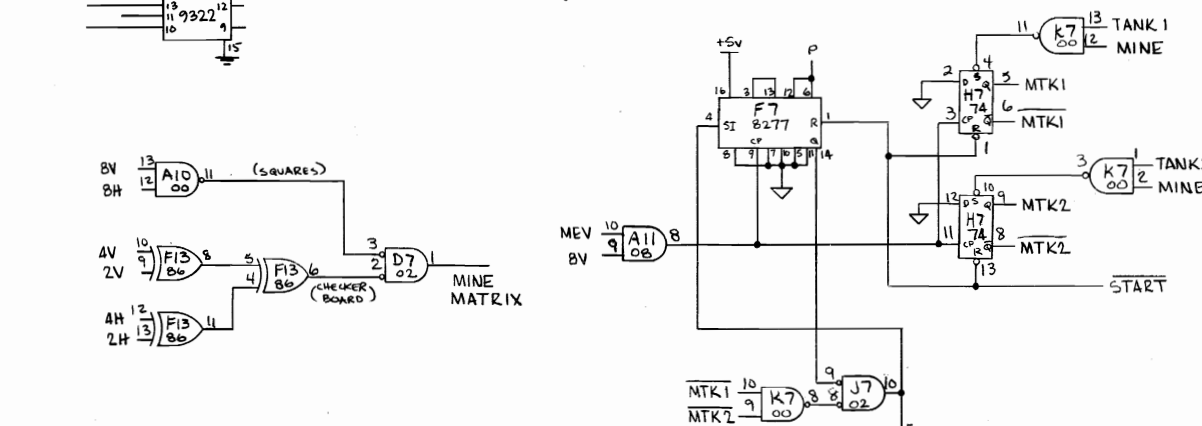 13 12
11 9322
10 9
15
8V 13
8H 12
A10
00
11
(SQUARES)
4V 10
2V 9
F13
86
8
4H 12
2H 13
F13
86
11
5
4
F13
86
6
(CHECKER
BOARD)
3
2
D7
02
1
MINE
MATRIX
+5V
P
16 3 13 12 6
F7
8277
4 SI
R 1
CP
Q
8 9 7 10 5 11 14
MEV 10
8V 9
A11
08
8
11
K7
00
13 TANK 1
12 MINE
4
2 D S Q 5 MTK1
H7
74
3 CP Q 6 MTK1
R
1
3
K7
00
1 TANK
2 MINE
10
12 D S Q 9 MTK2
H7
74
11 CP Q 8 MTK2
R
13
START
MTK1 10
MTK2 9
K7
00
8
9
8
J7
02
10